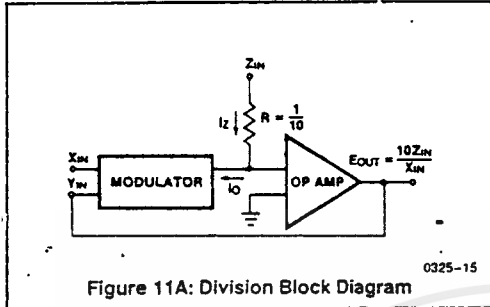 ZIN
IZ R = 1/10
XIN
YIN
MODULATOR
IO
OP AMP
EOUT = 10ZIN/XIN
0325-15
Figure 11A: Division Block Diagram